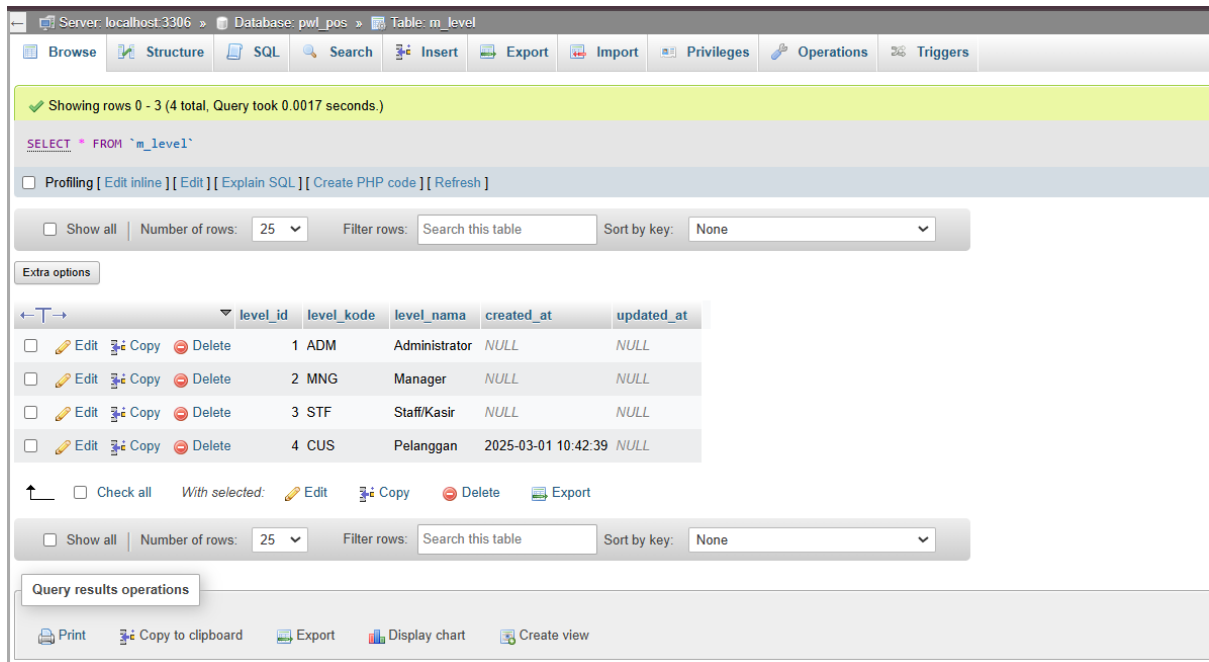 Server: localhost:3306 » Database: pwl_pos » Table: m_level
Browse Structure SQL Search Insert Export Import Privileges Operations Triggers
Showing rows 0 - 3 (4 total, Query took 0.0017 seconds.)
SELECT * FROM `m_level`
Profiling [ Edit inline ] [ Edit ] [ Explain SQL ] [ Create PHP code ] [ Refresh ]
Show all Number of rows: 25 Filter rows: Search this table Sort by key: None
Extra options
←T→ level_id level_kode level_nama created_at updated_at
Edit Copy Delete 1 ADM Administrator NULL NULL
Edit Copy Delete 2 MNG Manager NULL NULL
Edit Copy Delete 3 STF Staff/Kasir NULL NULL
Edit Copy Delete 4 CUS Pelanggan 2025-03-01 10:42:39 NULL
Check all With selected: Edit Copy Delete Export
Show all Number of rows: 25 Filter rows: Search this table Sort by key: None
Query results operations
Print Copy to clipboard Export Display chart Create view